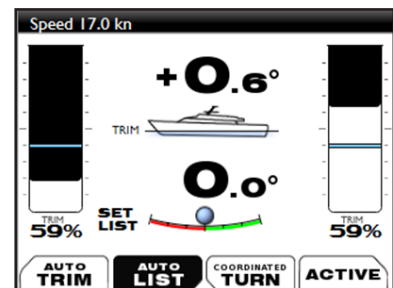 Speed 17.0 kn
+0.6°
TRIM
0.0°
SET
LIST
TRIM
59%
TRIM
59%
AUTO
TRIM
AUTO
LIST
COORDINATED
TURN
ACTIVE